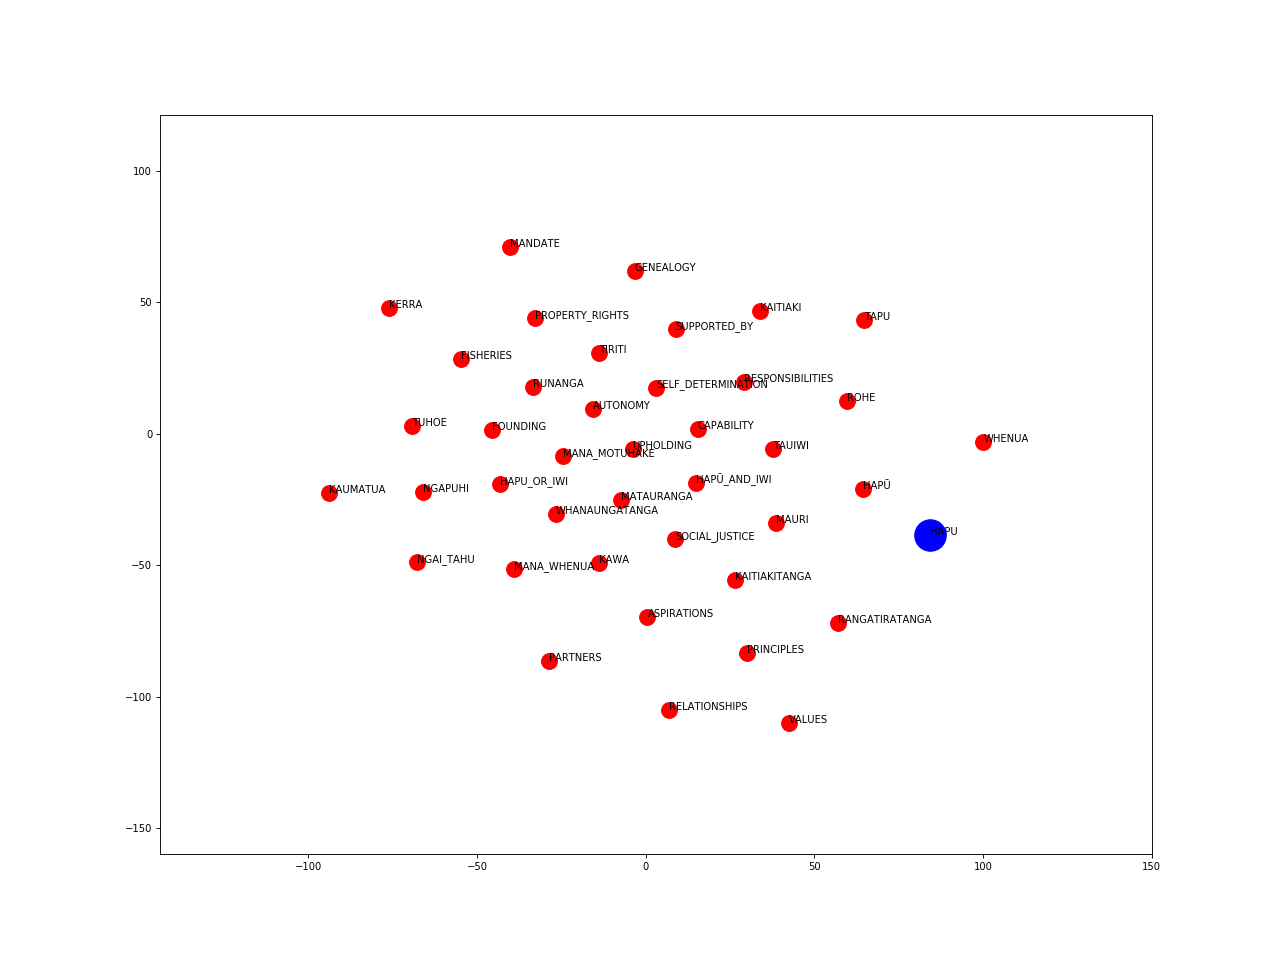 100
50
0
−50
−100
−150
−100
−50
0
50
100
150
MANDATE
GENEALOGY
KERRA
PROPERTY_RIGHTS
KAITIAKI
TAPU
SUPPORTED_BY
TIRITI
FISHERIES
RUNANGA
SELF_DETERMINATION
RESPONSIBILITIES
ROHE
AUTONOMY
TUHOE
FOUNDING
CAPABILITY
UPHOLDING
MANA_MOTUHAKE
TAUIWI
WHENUA
KAUMATUA
NGAPUHI
HAPU_OR_IWI
HAPŪ_AND_IWI
HAPŪ
MATAURANGA
WHANAUNGATANGA
MAURI
SOCIAL_JUSTICE
HAPU
NGAI_TAHU
MANA_WHENUA
KAWA
KAITIAKITANGA
ASPIRATIONS
RANGATIRATANGA
PARTNERS
PRINCIPLES
RELATIONSHIPS
VALUES